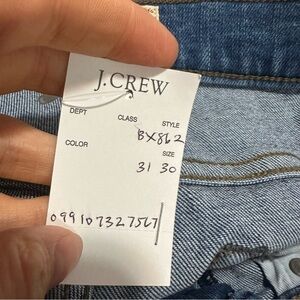 J.CREW
DEPT CLASS STYLE
BX862
COLOR SIZE
31 30
099107327567